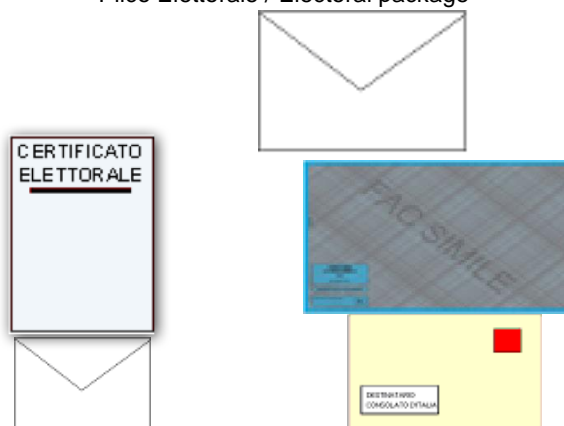 Plico Elettorale / Electoral package
CERTIFICATO
ELETTORALE
FAC SIMILE
DESTINATARIO
CONSOLATO D'ITALIA